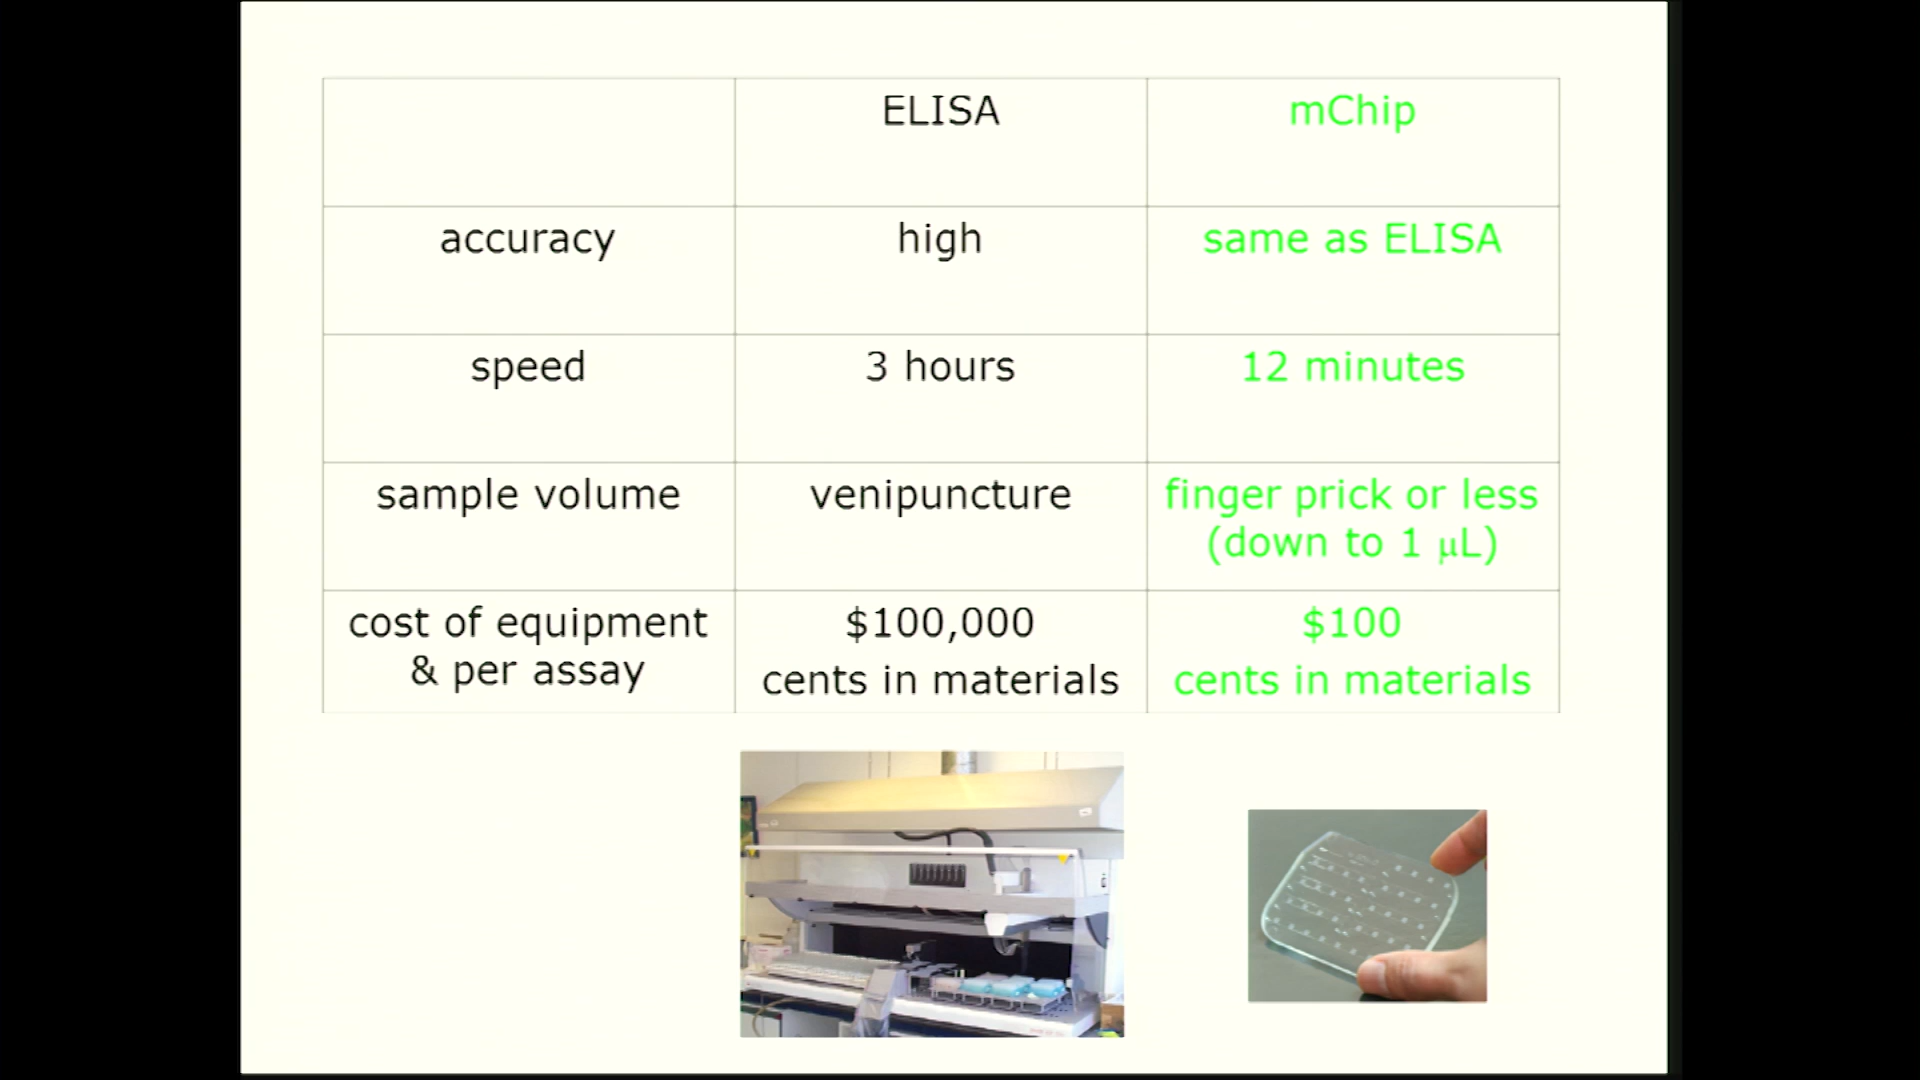 ELISA
mChip
accuracy
high
same as ELISA
speed
3 hours
12 minutes
sample volume
venipuncture
finger prick or less
(down to 1 μL)
cost of equipment
& per assay
$100,000
cents in materials
$100
cents in materials